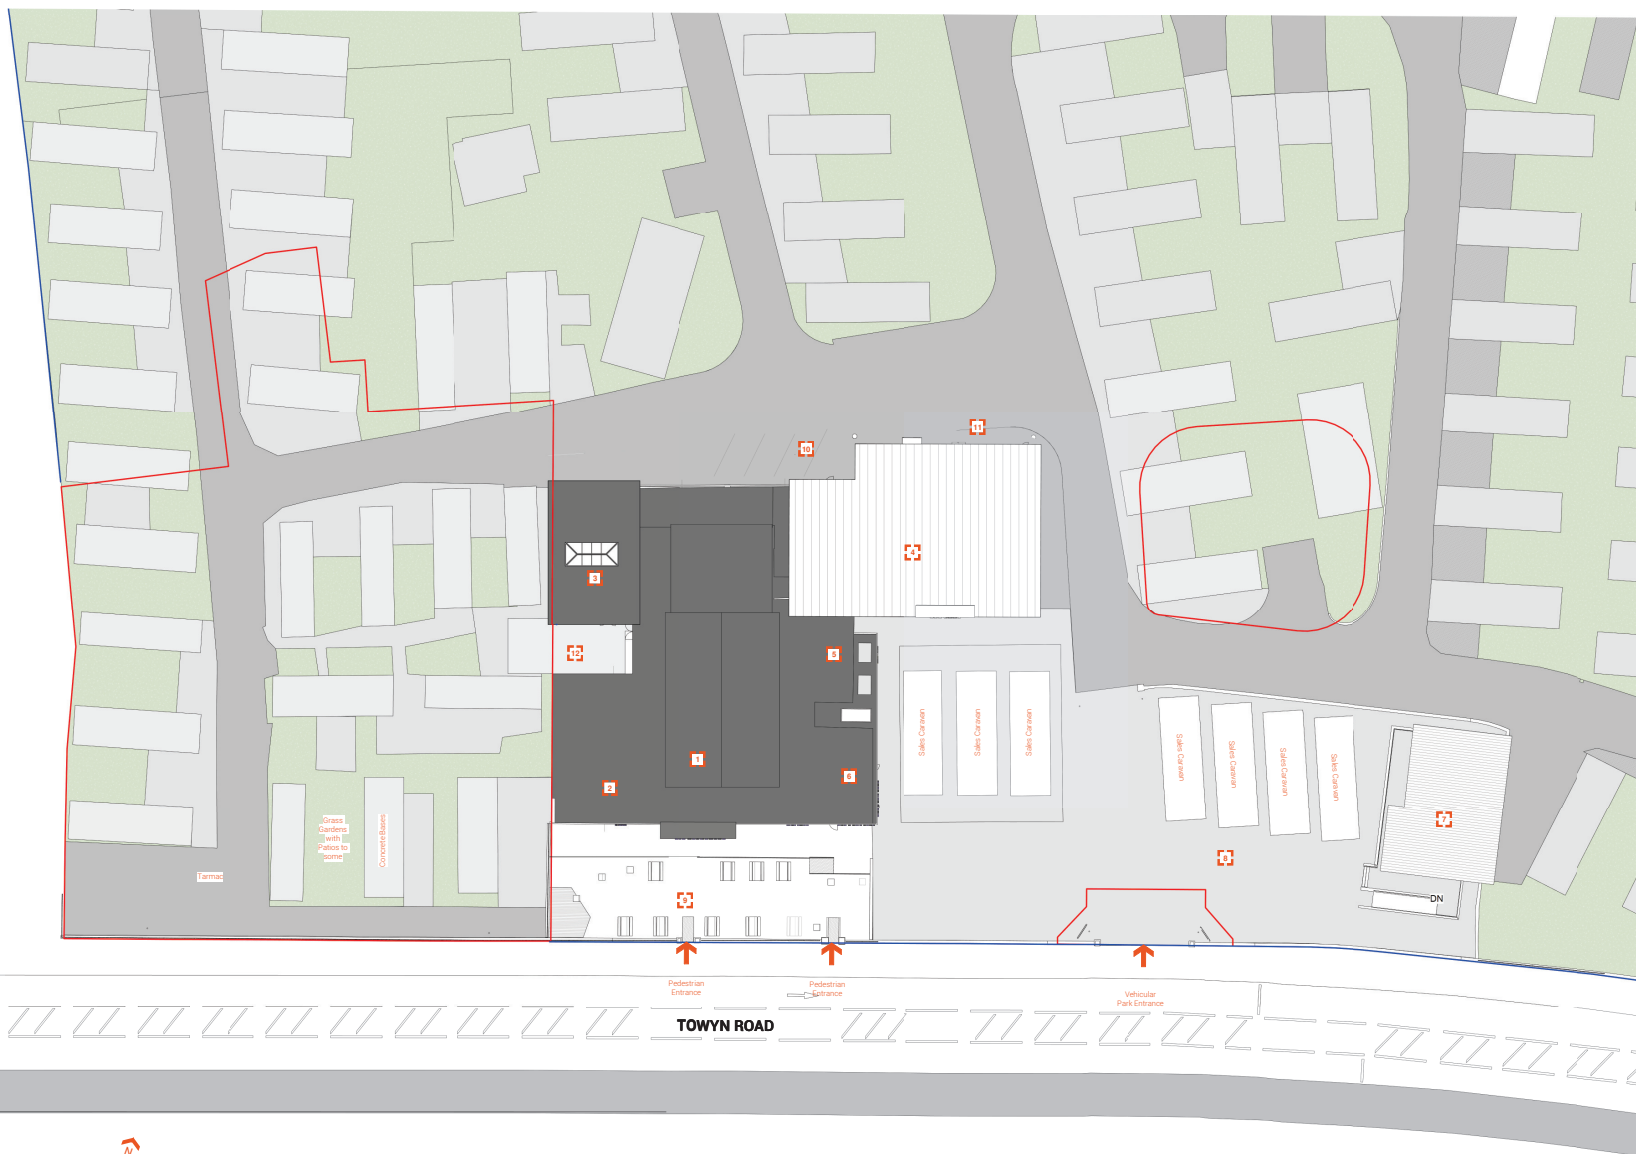 11
10
4
3
12
5
1
2
6
Sales Caravan
Sales Caravan
Sales Caravan
Sales Caravan
Sales Caravan
Sales Caravan
Sales Caravan
7
8
DN
Grass
Gardens
with
Patios to
some
Concrete Bases
Tarmac
9
Pedestrian
Entrance
Pedestrian
Entrance
Vehicular
Park Entrance
TOWYN ROAD
N